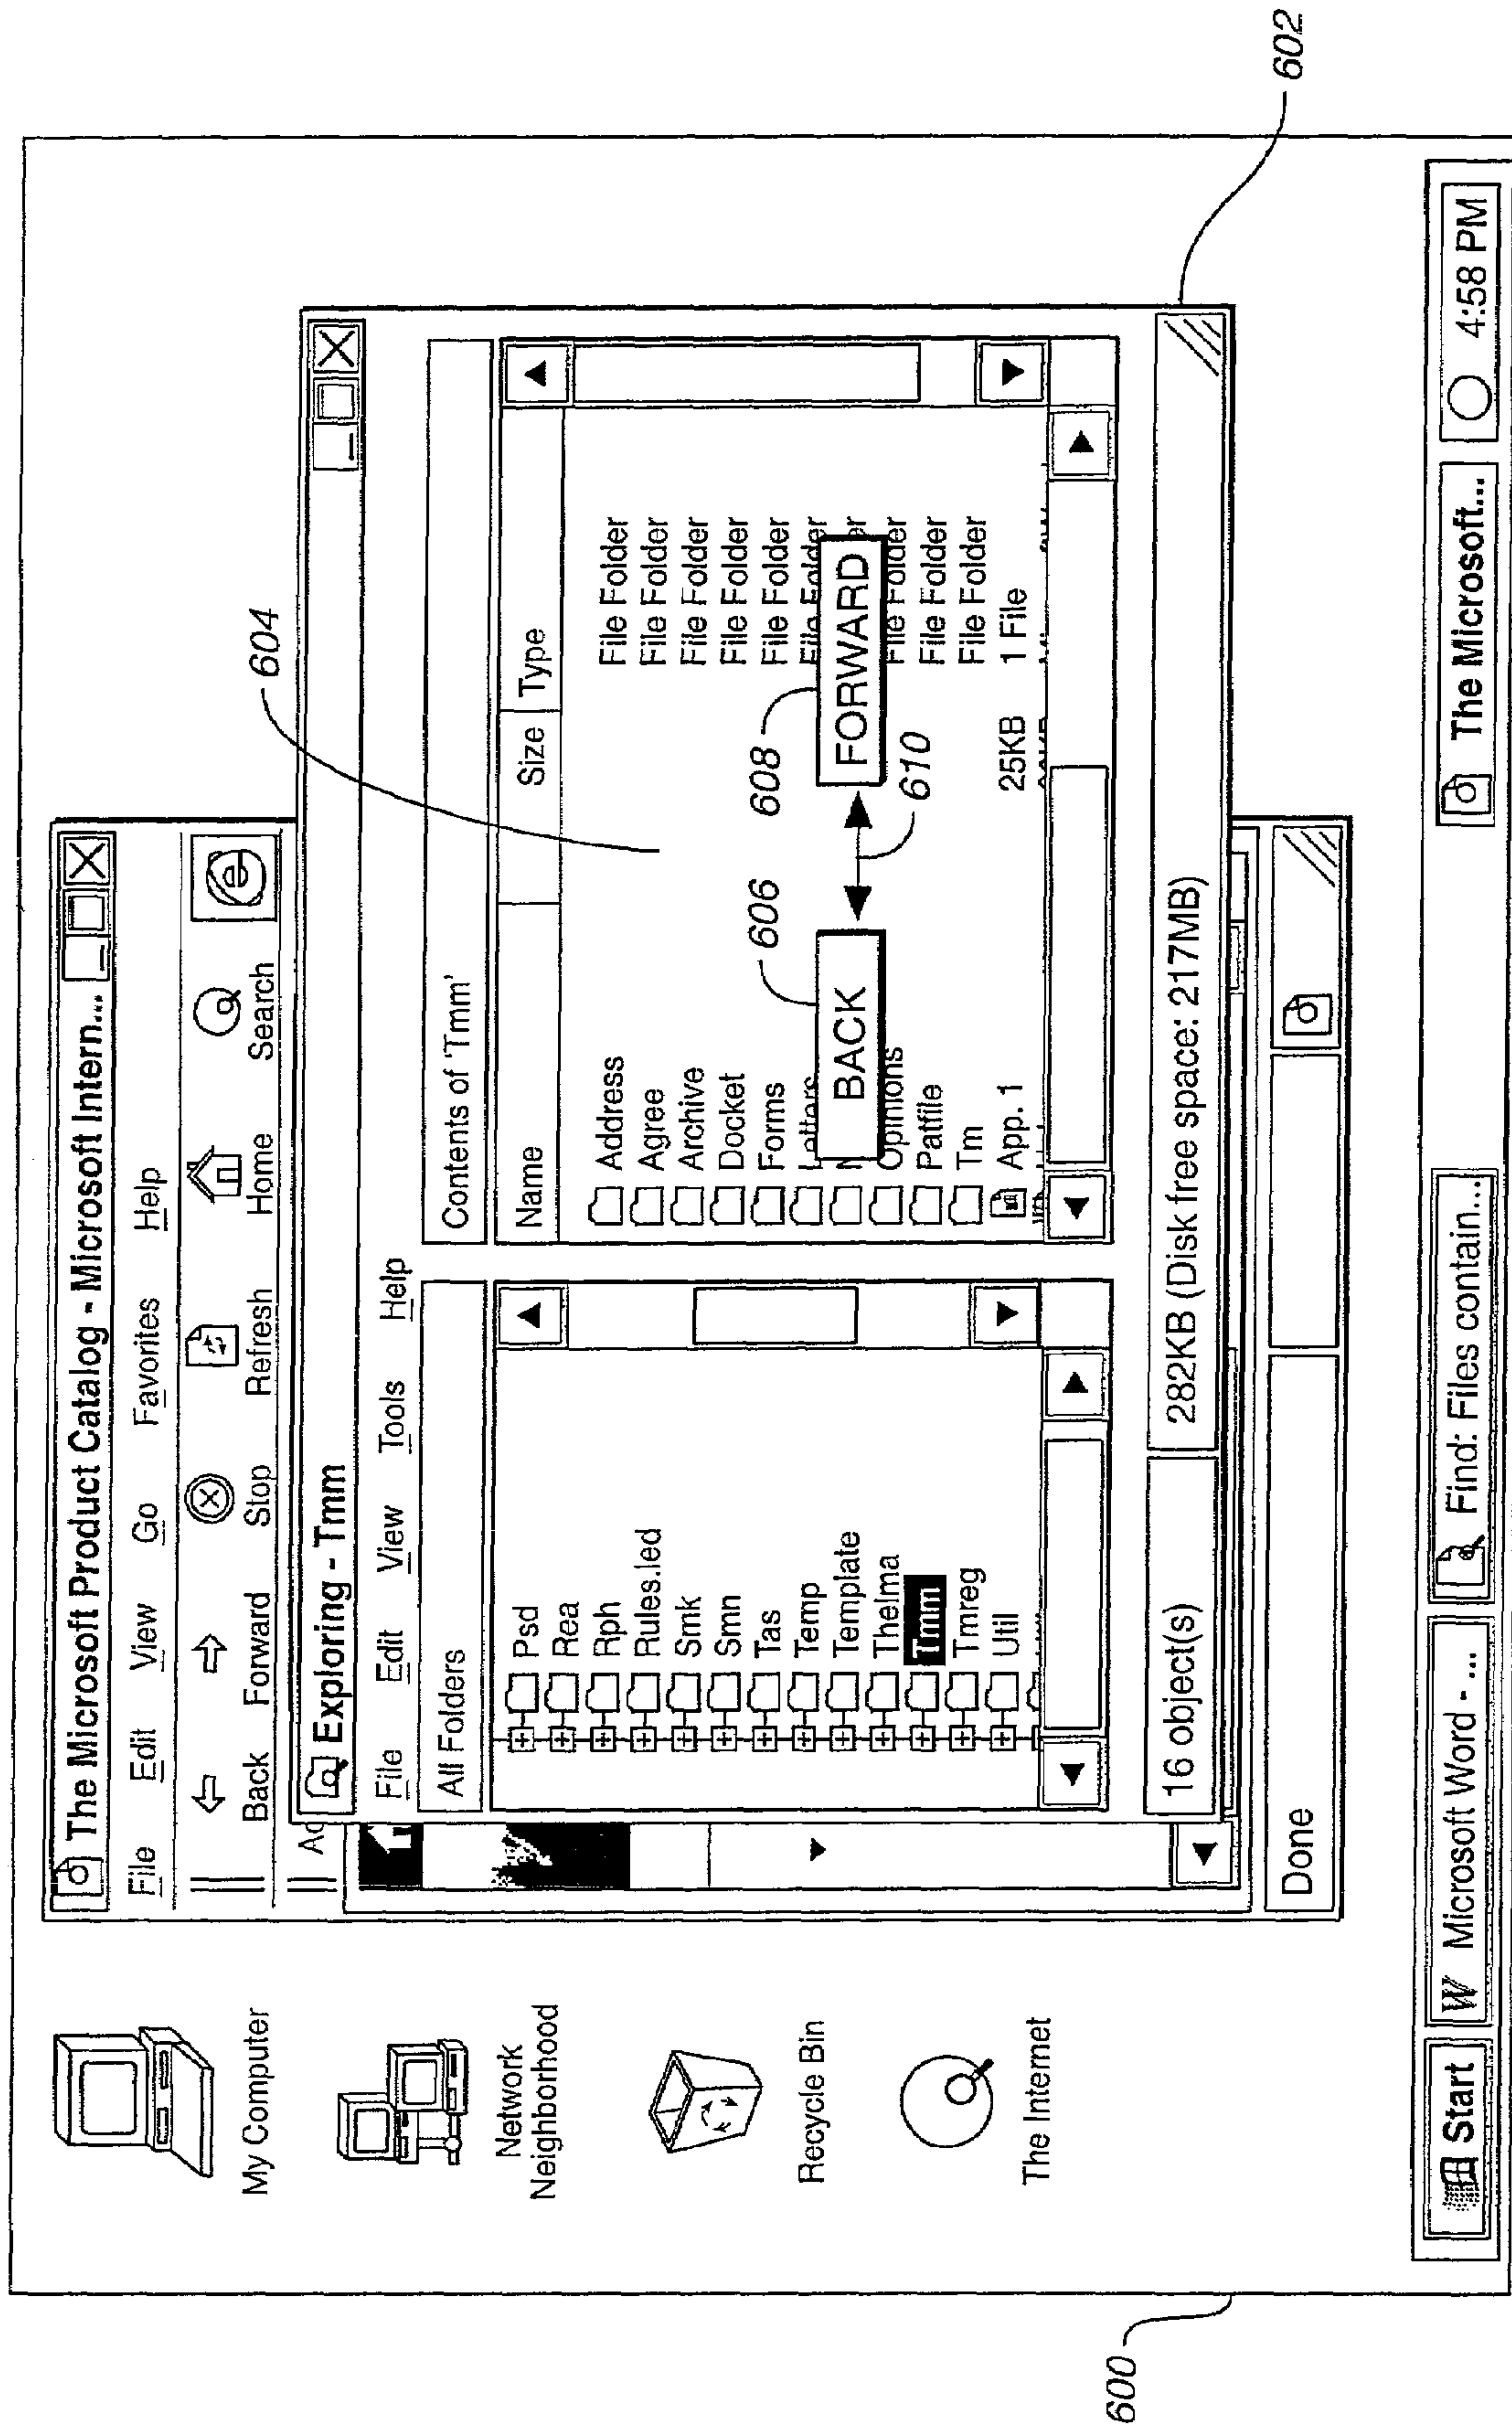 The Microsoft Product Catalog - Microsoft Intern...
File Edit View Go Favorites Help
Back Forward Stop Refresh Home Search
My Computer
Network
Neighborhood
Recycle Bin
The Internet
Exploring - Tmm
File Edit View Tools Help
All Folders
Psd
Rea
Rph
Rules.led
Smk
Smn
Tas
Temp
Template
Thelma
Tmm
Tmreg
Util
Contents of 'Tmm'
Name Size Type
Address File Folder
Agree File Folder
Archive File Folder
Docket File Folder
Forms File Folder
Letters File Folder
Opinions File Folder
Patfile File Folder
Tm File Folder
App. 1 25KB 1 File
BACK
FORWARD
604
606
608
610
16 object(s)
282KB (Disk free space: 217MB)
Done
Start
W Microsoft Word - ...
Find: Files contain...
The Microsoft...
4:58 PM
600
602